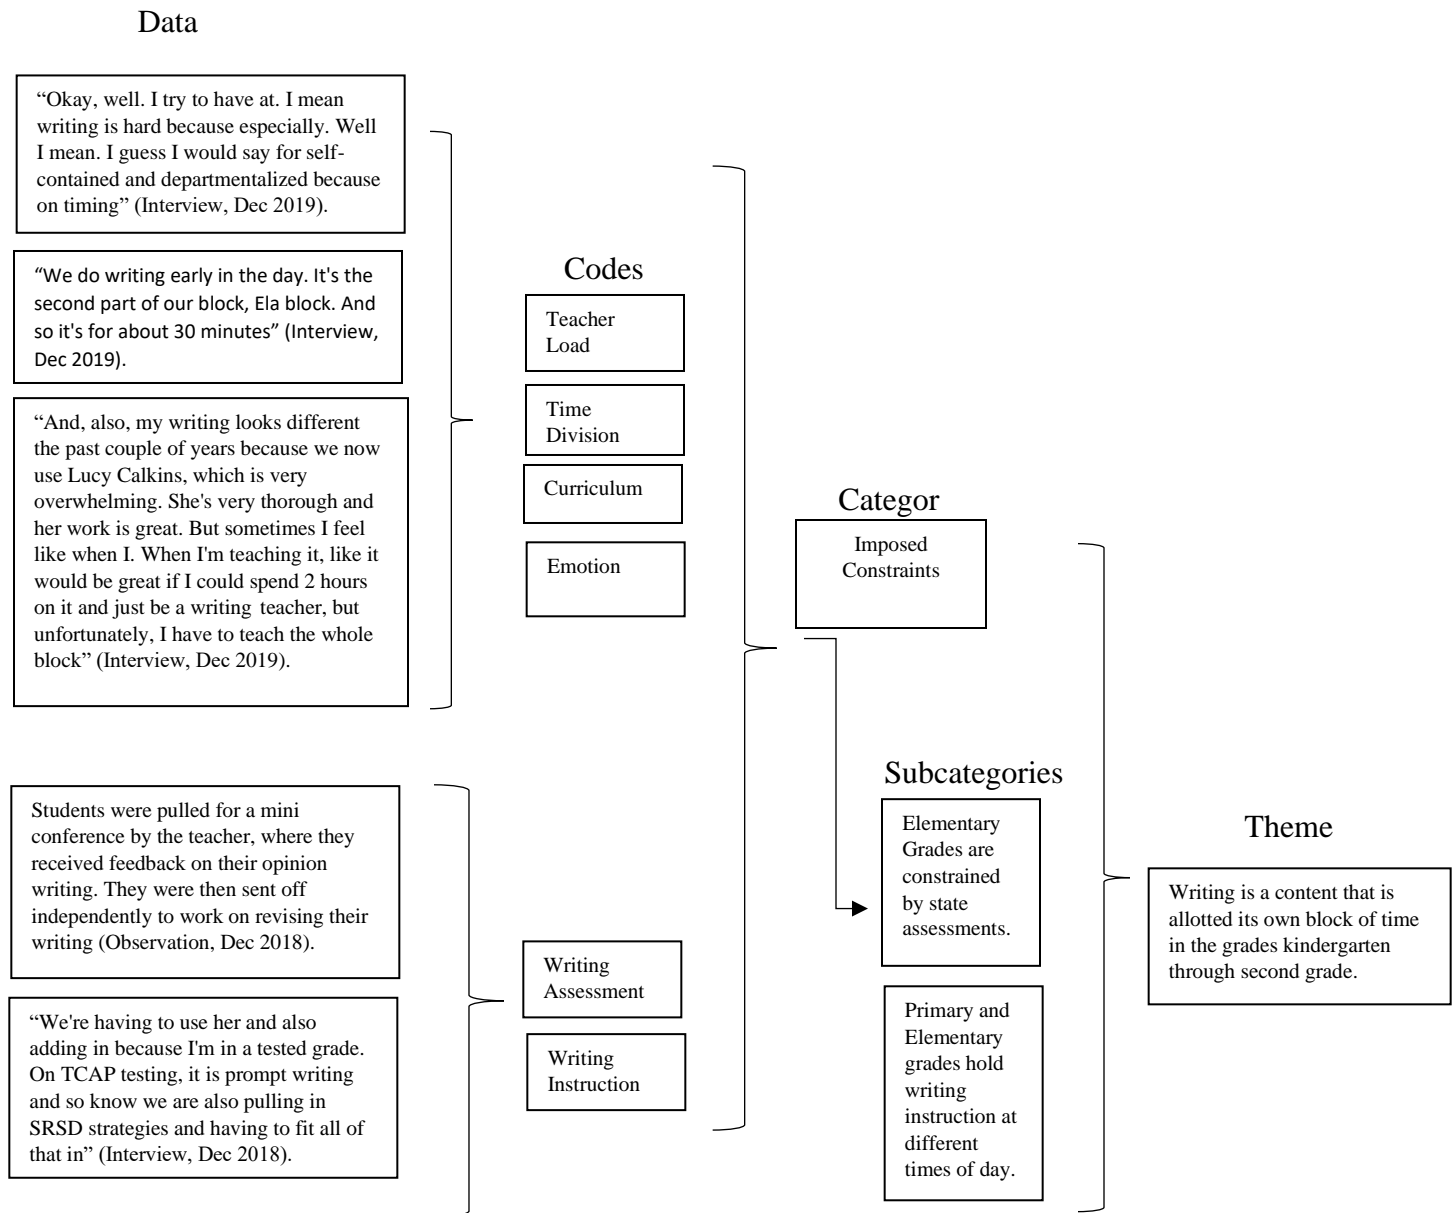 Data
“Okay, well. I try to have at. I mean
writing is hard because especially. Well
I mean. I guess I would say for self-
contained and departmentalized because
on timing” (Interview, Dec 2019).
“We do writing early in the day. It's the
second part of our block, Ela block. And
so it's for about 30 minutes” (Interview,
Dec 2019).
“And, also, my writing looks different
the past couple of years because we now
use Lucy Calkins, which is very
overwhelming. She's very thorough and
her work is great. But sometimes I feel
like when I. When I'm teaching it, like it
would be great if I could spend 2 hours
on it and just be a writing teacher, but
unfortunately, I have to teach the whole
block” (Interview, Dec 2019).
Students were pulled for a mini
conference by the teacher, where they
received feedback on their opinion
writing. They were then sent off
independently to work on revising their
writing (Observation, Dec 2018).
“We're having to use her and also
adding in because I'm in a tested grade.
On TCAP testing, it is prompt writing
and so know we are also pulling in
SRSD strategies and having to fit all of
that in” (Interview, Dec 2018).
Codes
Teacher
Load
Time
Division
Curriculum
Emotion
Writing
Assessment
Writing
Instruction
Categor
Imposed
Constraints
Subcategories
Elementary
Grades are
constrained
by state
assessments.
Primary and
Elementary
grades hold
writing
instruction at
different
times of day.
Theme
Writing is a content that is
allotted its own block of time
in the grades kindergarten
through second grade.